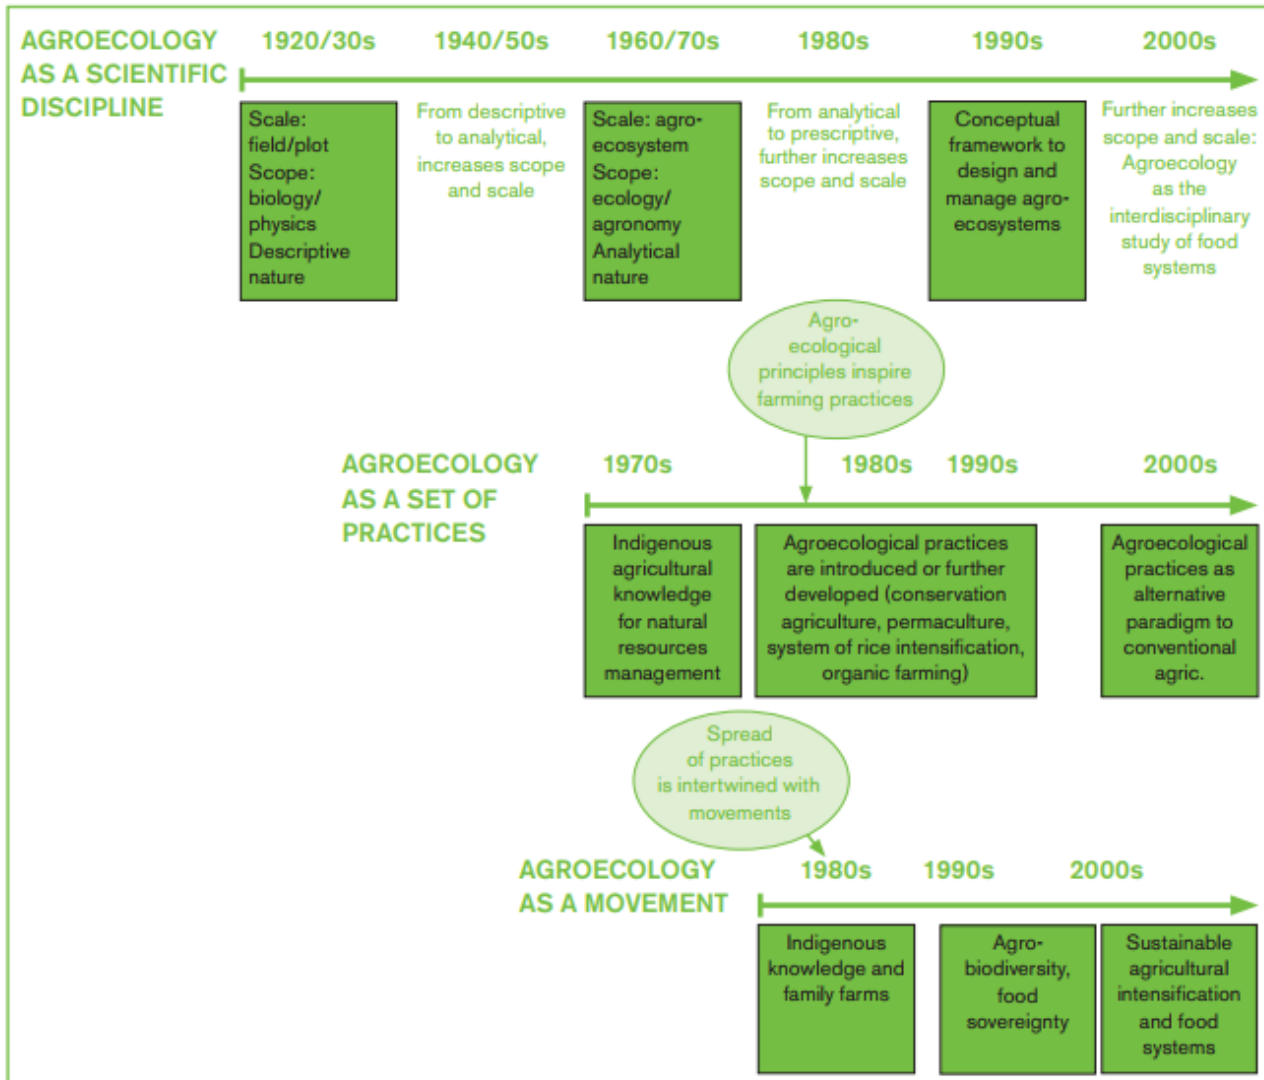 AGROECOLOGY
AS A SCIENTIFIC
DISCIPLINE
1920/30s
1940/50s
1960/70s
1980s
1990s
2000s
Scale:
field/plot
Scope:
biology/
physics
Descriptive
nature
From descriptive
to analytical,
increases scope
and scale
Scale: agro-
ecosystem
Scope:
ecology/
agronomy
Analytical
nature
From analytical
to prescriptive,
further increases
scope and scale
Conceptual
framework to
design and
manage agro-
ecosystems
Further increases
scope and scale:
Agroecology
as the
interdisciplinary
study of food
systems
Agro-
ecological
principles inspire
farming practices
AGROECOLOGY
AS A SET OF
PRACTICES
1970s
1980s
1990s
2000s
Indigenous
agricultural
knowledge
for natural
resources
management
Agroecological practices
are introduced or further
developed (conservation
agriculture, permaculture,
system of rice intensification,
organic farming)
Agroecological
practices as
alternative
paradigm to
conventional
agric.
Spread
of practices
is intertwined with
movements
AGROECOLOGY
AS A MOVEMENT
1980s
1990s
2000s
Indigenous
knowledge and
family farms
Agro-
biodiversity,
food
sovereignty
Sustainable
agricultural
intensification
and food
systems